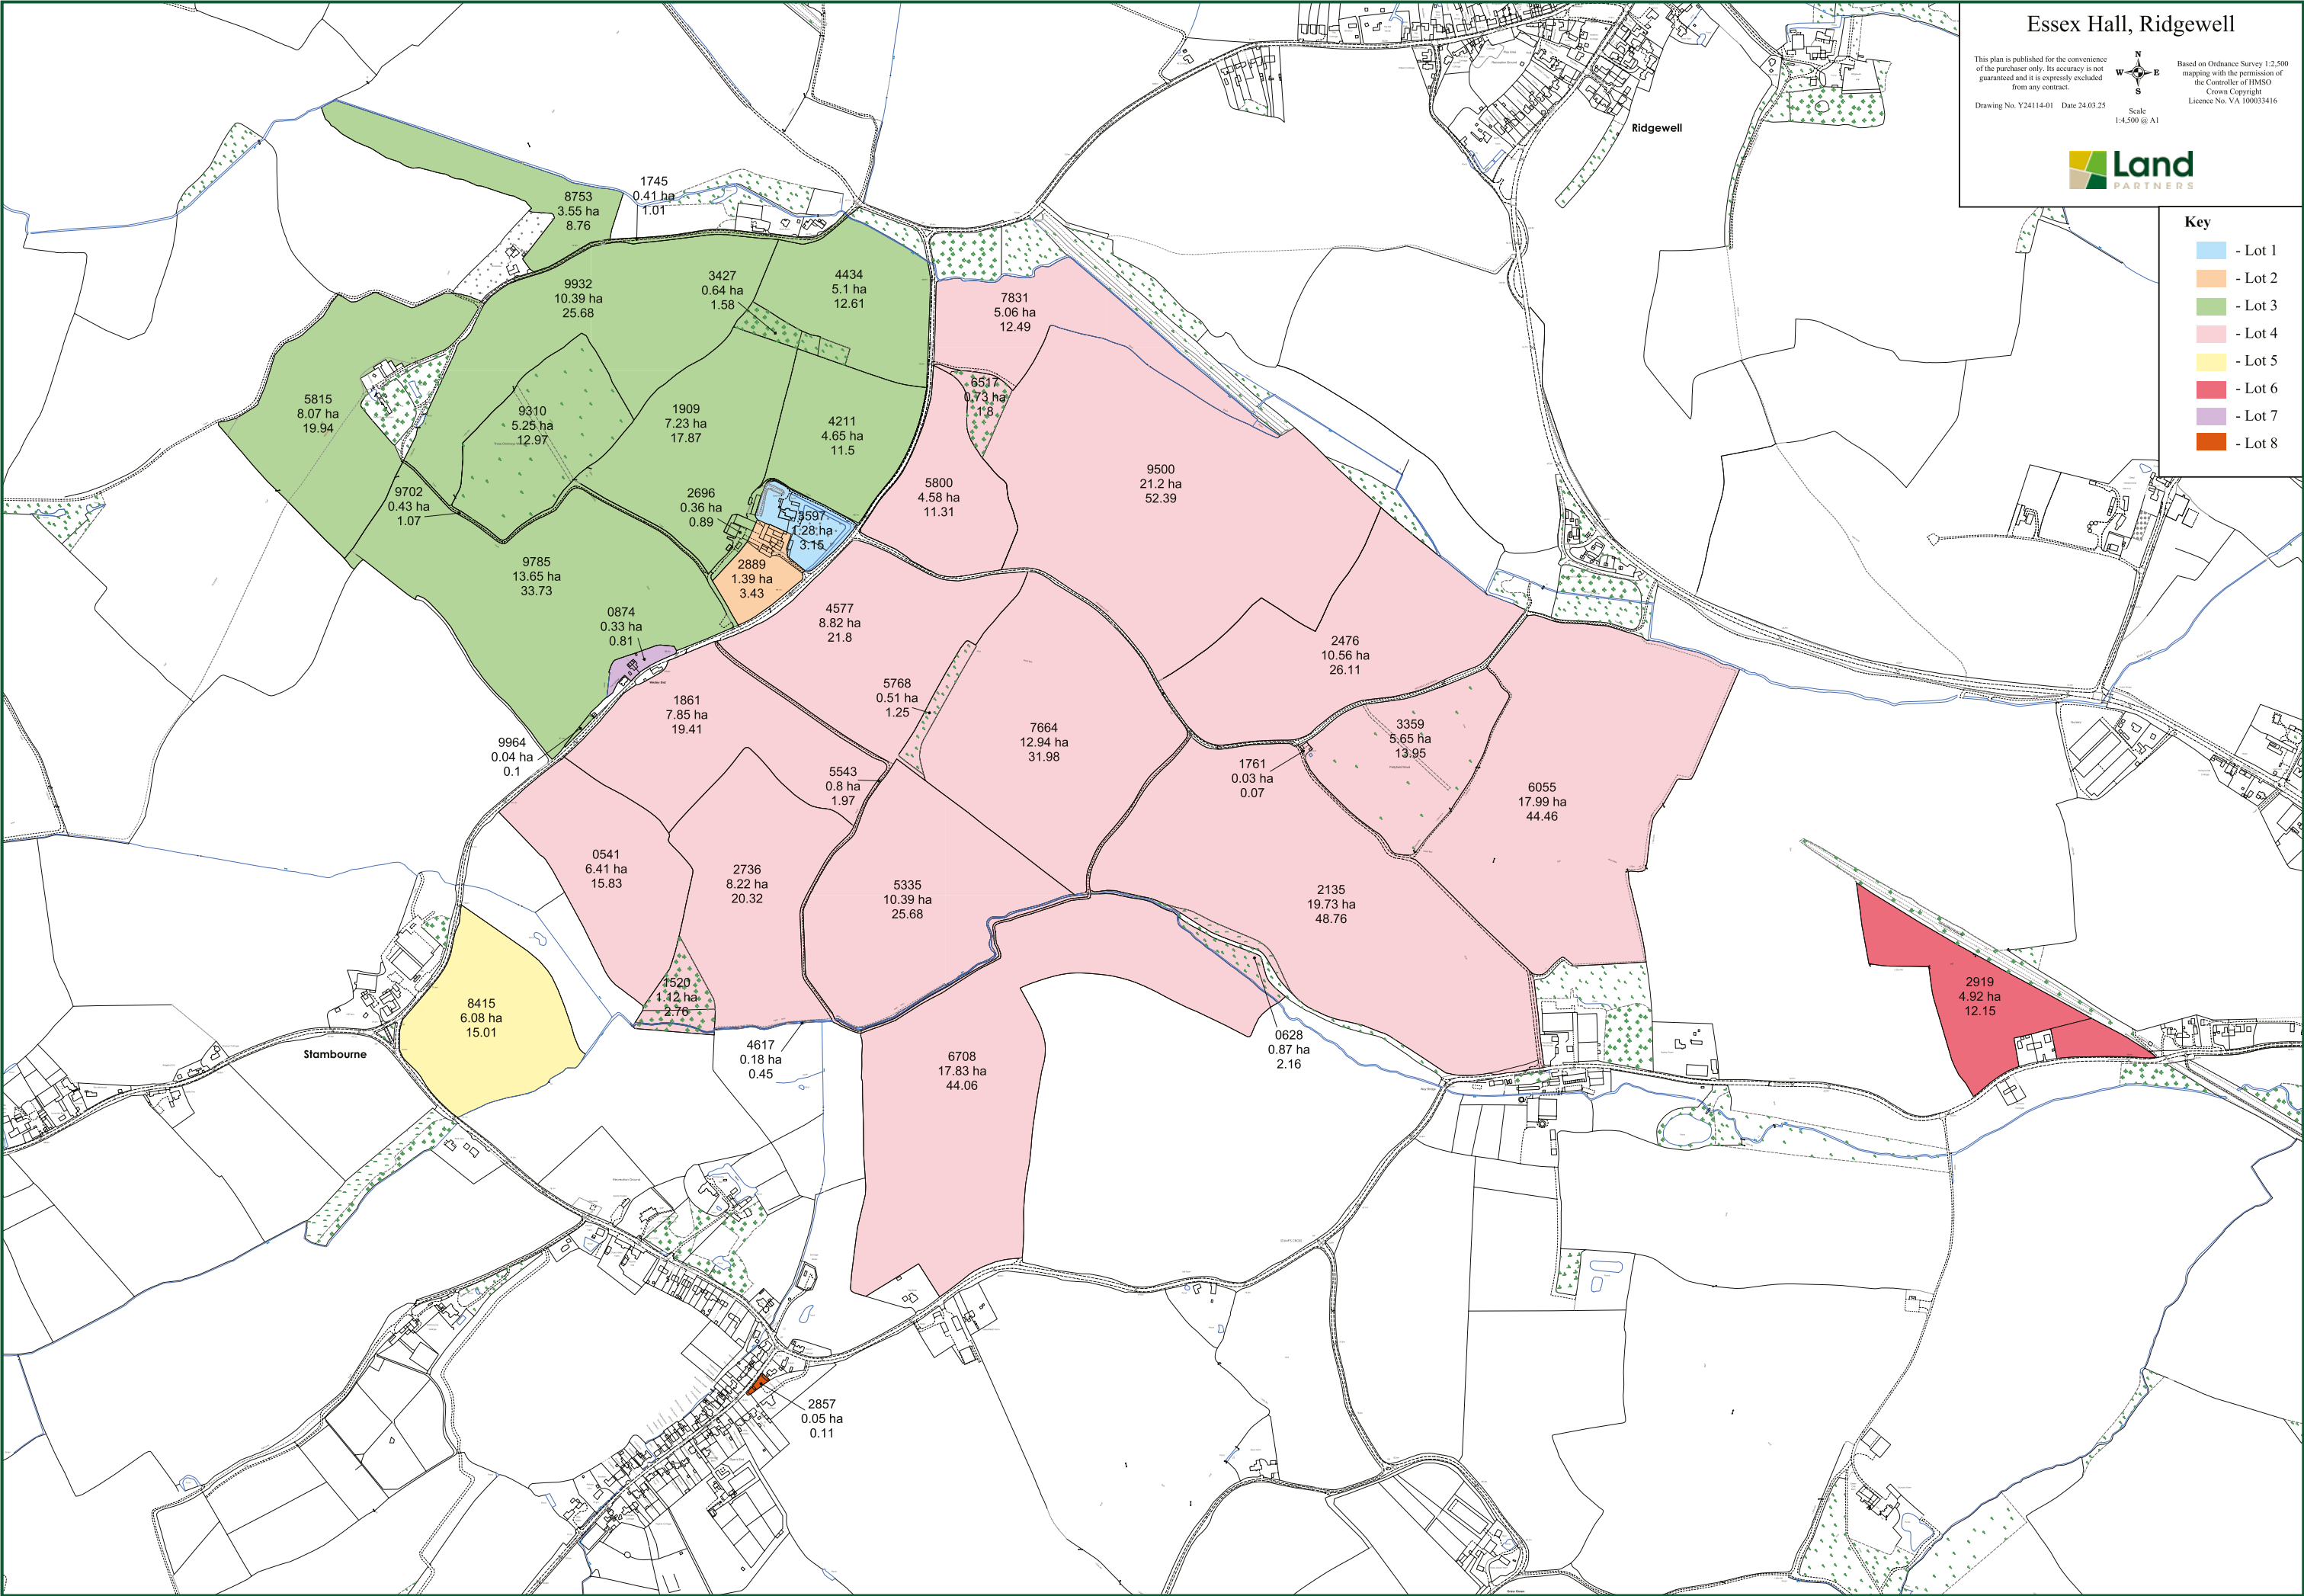 Essex Hall, Ridgewell
This plan is published for the convenience
of the purchaser only. Its accuracy is not
guaranteed and it is expressly excluded
from any contract.
Drawing No. Y24114-01 Date 24.03.25
N
W E
S
Scale
1:4,500 @ A1
Based on Ordnance Survey 1:2,500
mapping with the permission of
the Controller of HMSO
Crown Copyright
Licence No. VA 100033416
Land
PARTNERS
Key
- Lot 1
- Lot 2
- Lot 3
- Lot 4
- Lot 5
- Lot 6
- Lot 7
- Lot 8
Ridgewell
1745
0.41 ha
1.01
8753
3.55 ha
8.76
9932
10.39 ha
25.68
3427
0.64 ha
1.58
4434
5.1 ha
12.61
7831
5.06 ha
12.49
6517
0.73 ha
1.8
5815
8.07 ha
19.94
9310
5.25 ha
12.97
1909
7.23 ha
17.87
4211
4.65 ha
11.5
5800
4.58 ha
11.31
9500
21.2 ha
52.39
9702
0.43 ha
1.07
2696
0.36 ha
0.89
3597
1.28 ha
3.15
9785
13.65 ha
33.73
2889
1.39 ha
3.43
0874
0.33 ha
0.81
4577
8.82 ha
21.8
2476
10.56 ha
26.11
5768
0.51 ha
1.25
1861
7.85 ha
19.41
7664
12.94 ha
31.98
3359
5.65 ha
13.95
9964
0.04 ha
0.1
5543
0.8 ha
1.97
1761
0.03 ha
0.07
6055
17.99 ha
44.46
0541
6.41 ha
15.83
2736
8.22 ha
20.32
5335
10.39 ha
25.68
2135
19.73 ha
48.76
1520
1.12 ha
2.76
2919
4.92 ha
12.15
8415
6.08 ha
15.01
Stambourne
4617
0.18 ha
0.45
6708
17.83 ha
44.06
0628
0.87 ha
2.16
2857
0.05 ha
0.11